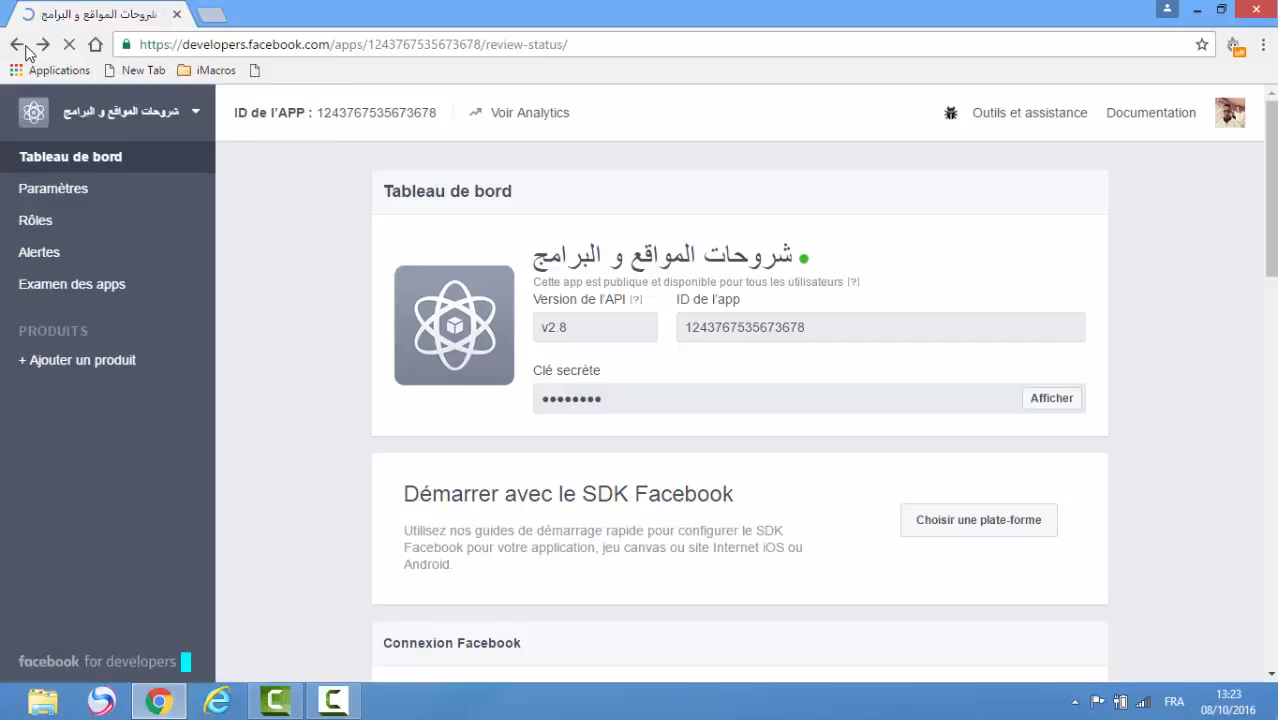 شروحات المواقع و البرامج
https://developers.facebook.com/apps/1243767535673678/review-status/
Applications New Tab iMacros
off
شروحات المواقع و البرامج
ID de l'APP : 1243767535673678 Voir Analytics Outils et assistance Documentation
Tableau de bord
Paramètres
Rôles
Alertes
Examen des apps
PRODUITS
+ Ajouter un produit
facebook for developers
Tableau de bord
شروحات المواقع و البرامج
Cette app est publique et disponible pour tous les utilisateurs [?]
Version de l'API [?] ID de l'app
v2.8 1243767535673678
Clé secrète
●●●●●●●● Afficher
Démarrer avec le SDK Facebook
Utilisez nos guides de démarrage rapide pour configurer le SDK
Facebook pour votre application, jeu canvas ou site Internet iOS ou
Android.
Choisir une plate-forme
Connexion Facebook
FRA
13:23
08/10/2016